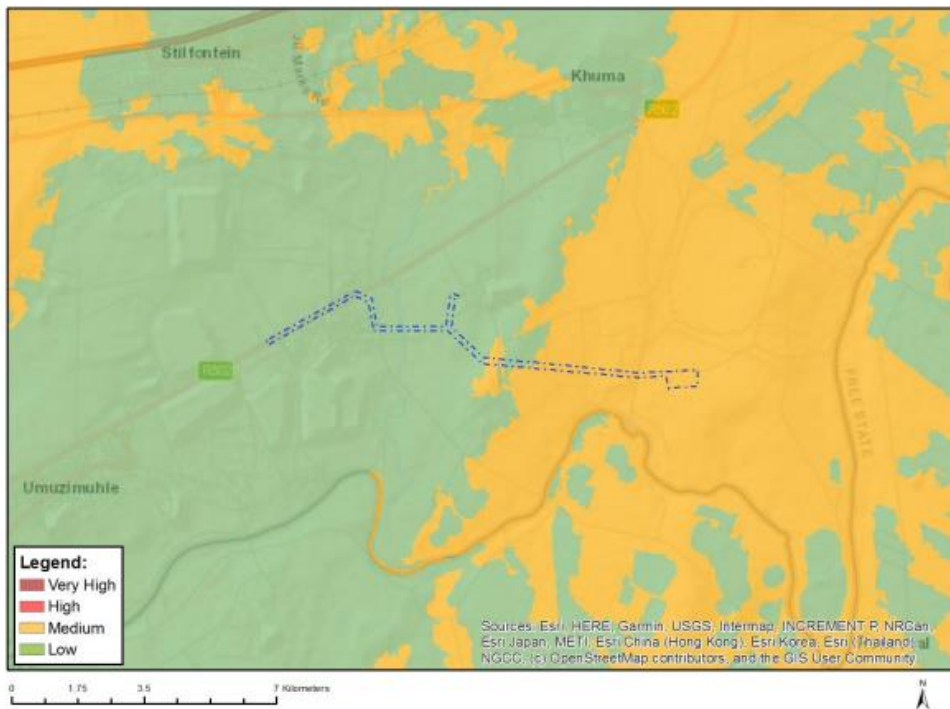 Stilfontein
Khuma
R502
R502
Umuzimuhle
FREE STATE
Legend:
Very High
High
Medium
Low
Sources: Esri, HERE, Garmin, USGS, Intermap, INCREMENT P, NRCan,
Esri Japan, METI, Esri China (Hong Kong), Esri Korea, Esri (Thailand),
NGCC, (c) OpenStreetMap contributors, and the GIS User Community
0 1.75 3.5 7 Kilometers
N